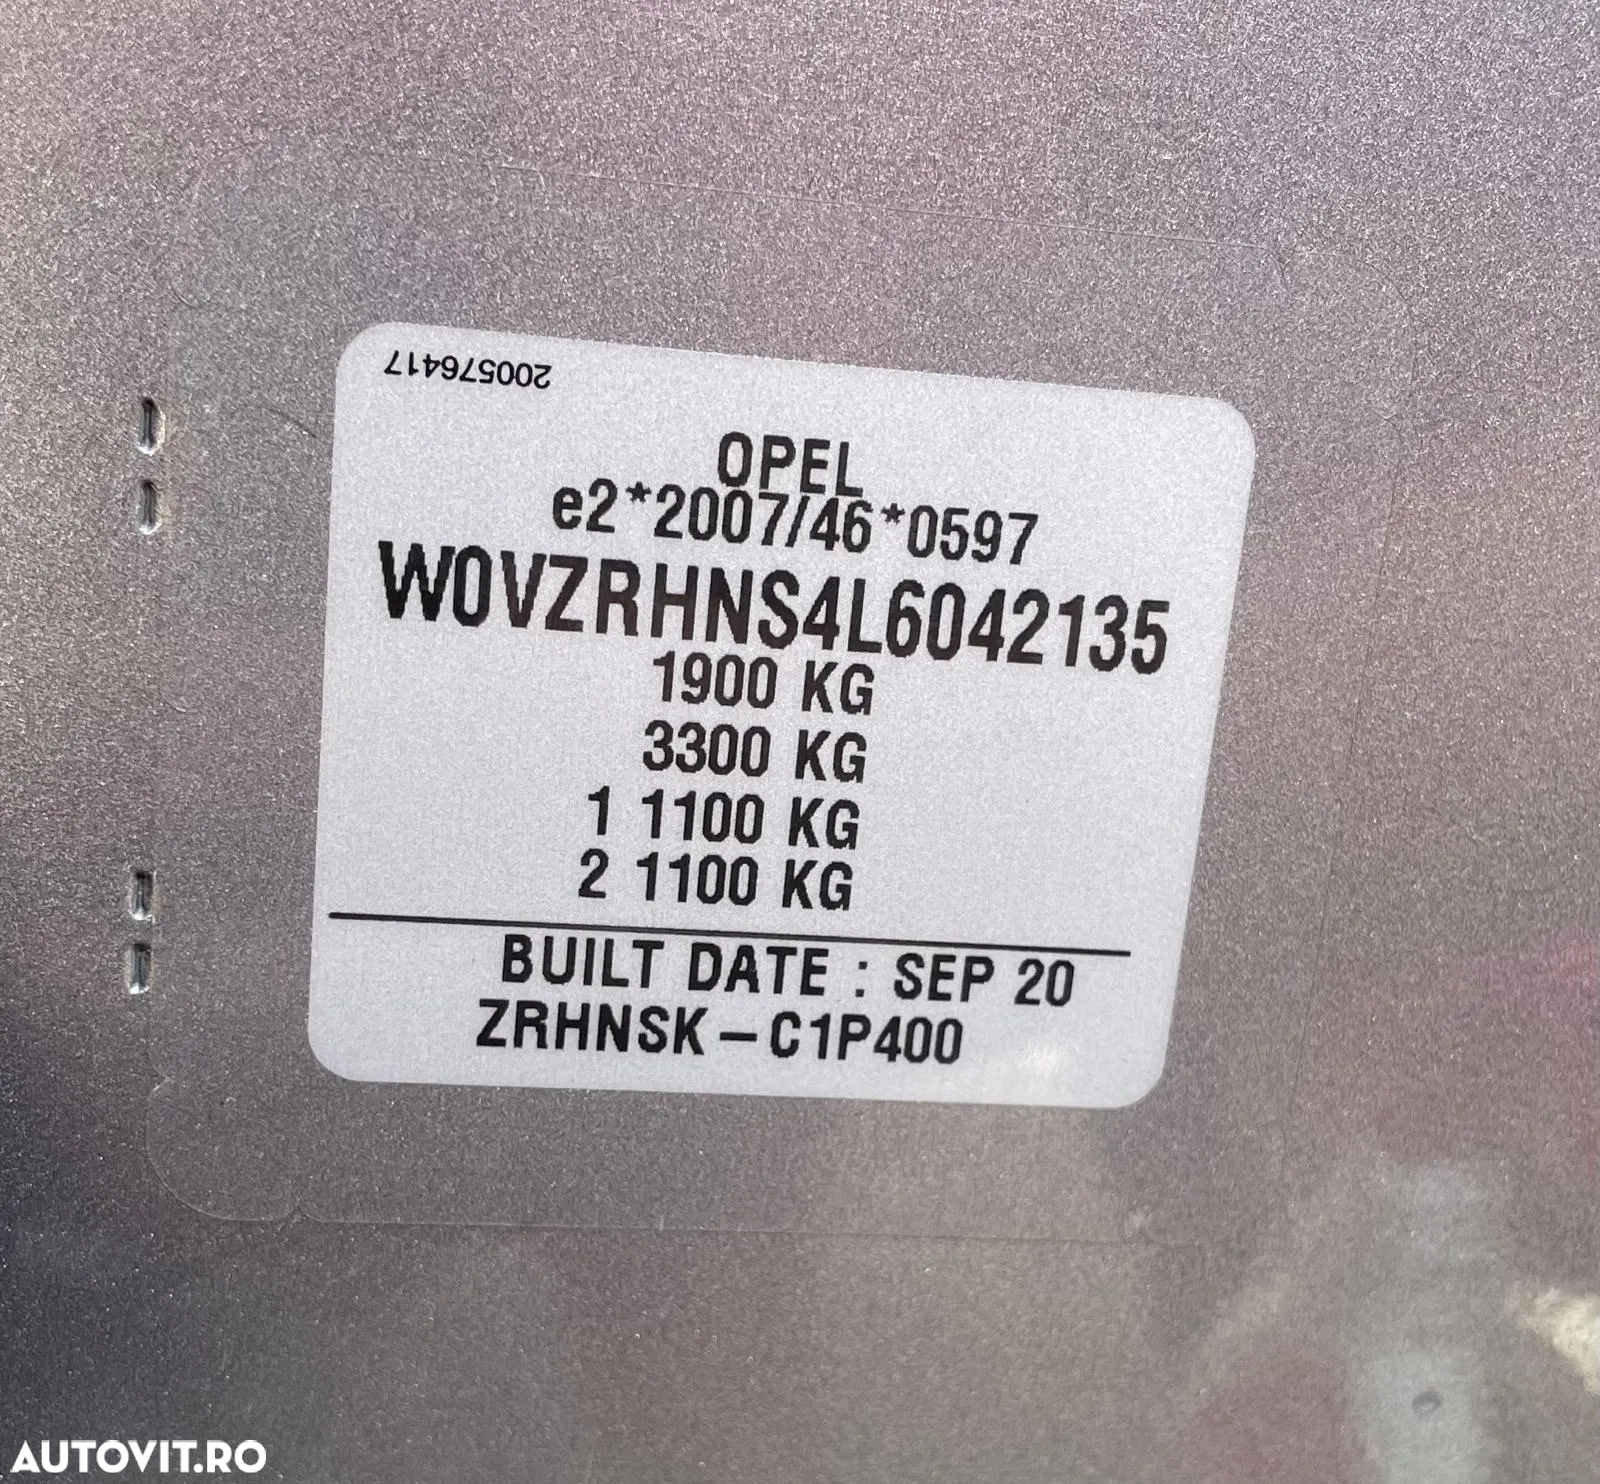 200576417
OPEL
e2*2007/46*0597
W0VZRHNS4L6042135
1900 KG
3300 KG
1 1100 KG
2 1100 KG
BUILT DATE : SEP 20
ZRHNSK-C1P400
AUTOVIT.RO